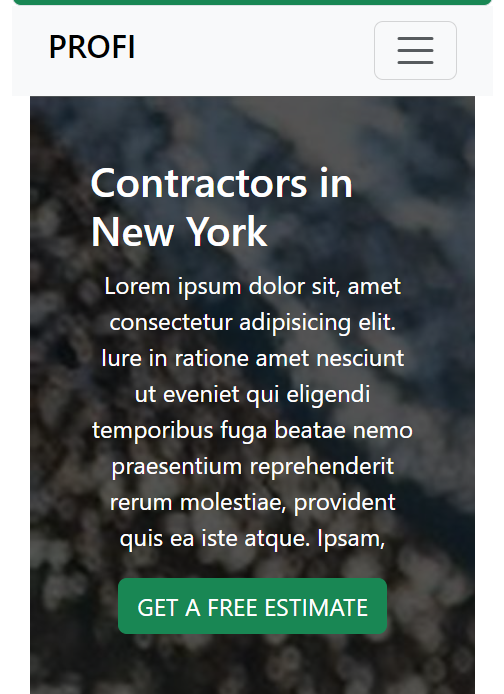 PROFI
Contractors in
New York
Lorem ipsum dolor sit, amet
consectetur adipisicing elit.
Iure in ratione amet nesciunt
ut eveniet qui eligendi
temporibus fuga beatae nemo
praesentium reprehenderit
rerum molestiae, provident
quis ea iste atque. Ipsam,
GET A FREE ESTIMATE